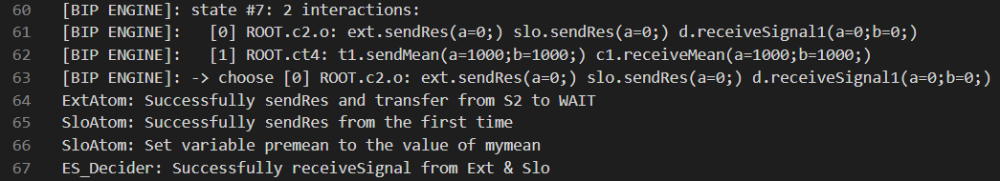 60 [BIP ENGINE]: state #7: 2 interactions:
61 [BIP ENGINE]:   [0] ROOT.c2.o: ext.sendRes(a=0;) slo.sendRes(a=0;) d.receiveSignal1(a=0;b=0;)
62 [BIP ENGINE]:   [1] ROOT.ct4: t1.sendMean(a=1000;b=1000;) c1.receiveMean(a=1000;b=1000;)
63 [BIP ENGINE]: -> choose [0] ROOT.c2.o: ext.sendRes(a=0;) slo.sendRes(a=0;) d.receiveSignal1(a=0;b=0;)
64 ExtAtom: Successfully sendRes and transfer from S2 to WAIT
65 SloAtom: Successfully sendRes from the first time
66 SloAtom: Set variable premean to the value of mymean
67 ES_Decider: Successfully receiveSignal from Ext & Slo